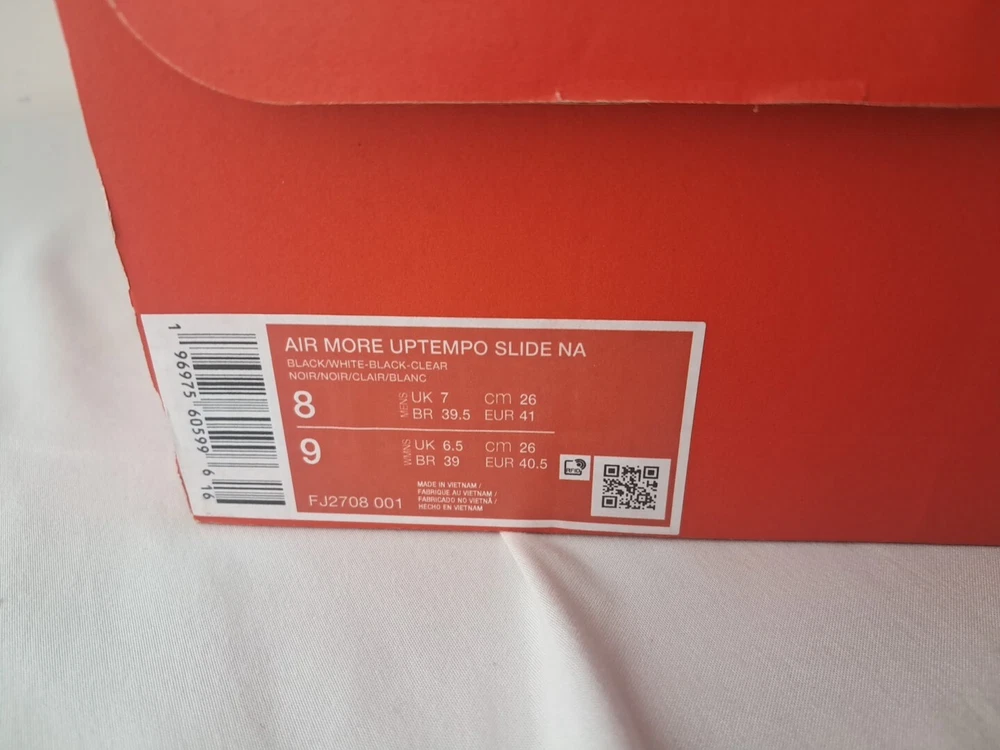 AIR MORE UPTEMPO SLIDE NA
BLACK/WHITE-BLACK-CLEAR
NOIR/NOIR/CLAIR/BLANC
8 MENS UK 7 cm 26
BR 39.5 EUR 41
9 WMNS UK 6.5 cm 26
BR 39 EUR 40.5
FJ2708 001
MADE IN VIETNAM /
FABRIQUE AU VIETNAM /
FABRICADO NO VIETNÃ /
HECHO EN VIETNAM
RFID
1 96975 60599 6 16